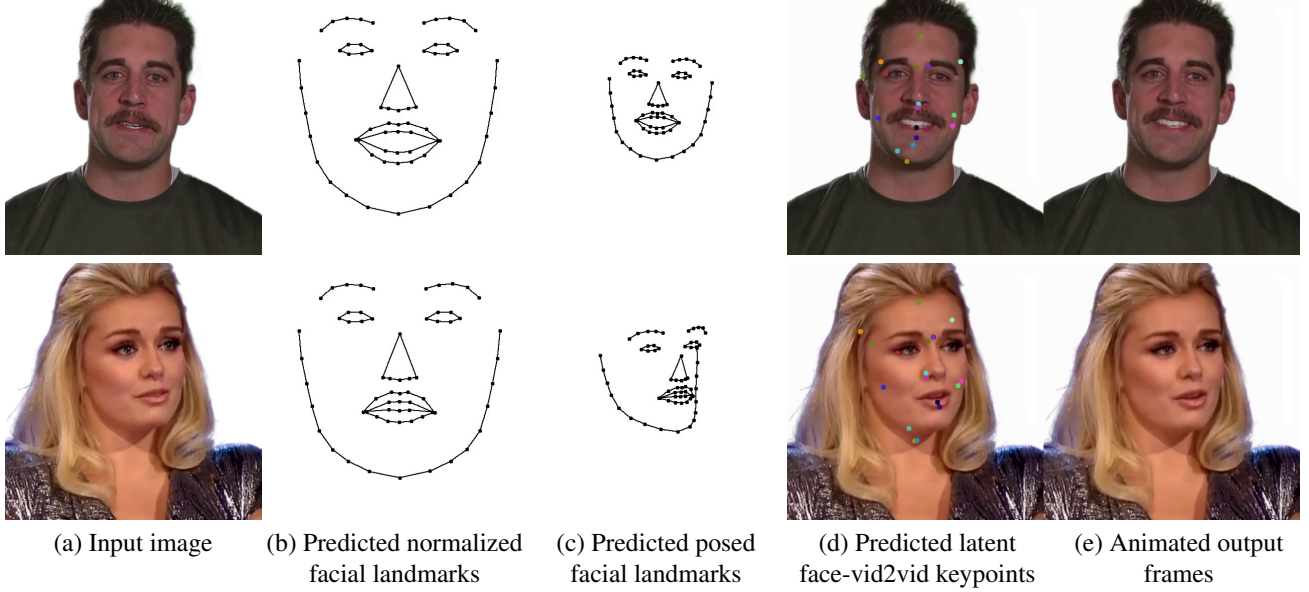 (a) Input image
(b) Predicted normalized
facial landmarks
(c) Predicted posed
facial landmarks
(d) Predicted latent
face-vid2vid keypoints
(e) Animated output
frames